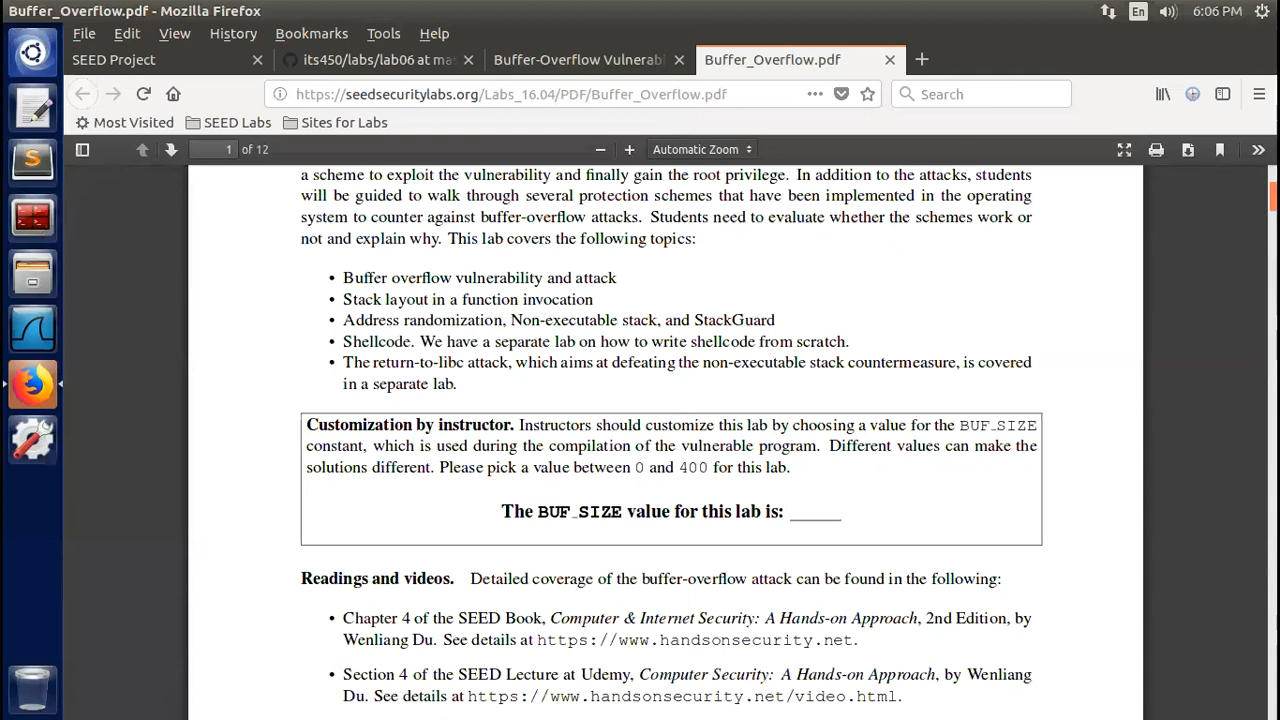 Buffer_Overflow.pdf - Mozilla Firefox
En
6:06 PM
File Edit View History Bookmarks Tools Help
SEED Project
its450/labs/lab06 at mas
Buffer-Overflow Vulnerabi
Buffer_Overflow.pdf
https://seedsecuritylabs.org/Labs_16.04/PDF/Buffer_Overflow.pdf
Search
Most Visited SEED Labs Sites for Labs
1 of 12
Automatic Zoom
a scheme to exploit the vulnerability and finally gain the root privilege. In addition to the attacks, students
will be guided to walk through several protection schemes that have been implemented in the operating
system to counter against buffer-overflow attacks. Students need to evaluate whether the schemes work or
not and explain why. This lab covers the following topics:
• Buffer overflow vulnerability and attack
• Stack layout in a function invocation
• Address randomization, Non-executable stack, and StackGuard
• Shellcode. We have a separate lab on how to write shellcode from scratch.
• The return-to-libc attack, which aims at defeating the non-executable stack countermeasure, is covered
in a separate lab.
Customization by instructor. Instructors should customize this lab by choosing a value for the BUF_SIZE
constant, which is used during the compilation of the vulnerable program. Different values can make the
solutions different. Please pick a value between 0 and 400 for this lab.
The BUF_SIZE value for this lab is: ______
Readings and videos. Detailed coverage of the buffer-overflow attack can be found in the following:
• Chapter 4 of the SEED Book, Computer & Internet Security: A Hands-on Approach, 2nd Edition, by
Wenliang Du. See details at https://www.handsonsecurity.net.
• Section 4 of the SEED Lecture at Udemy, Computer Security: A Hands-on Approach, by Wenliang
Du. See details at https://www.handsonsecurity.net/video.html.